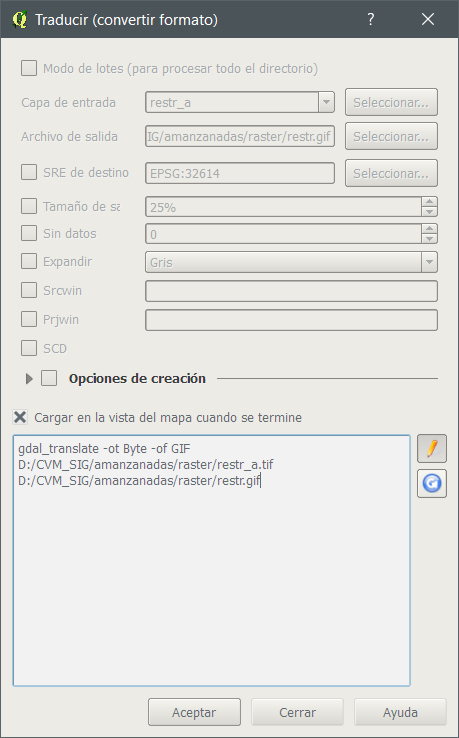 Traducir (convertir formato)
?
Modo de lotes (para procesar todo el directorio)
Capa de entrada
restr_a
Seleccionar...
Archivo de salida
IG/amanzanadas/raster/restr.gif
Seleccionar...
SRE de destino
EPSG:32614
Seleccionar...
Tamaño de sa
25%
Sin datos
0
Expandir
Gris
Srcwin
Prjwin
SCD
Opciones de creación
Cargar en la vista del mapa cuando se termine
gdal_translate -ot Byte -of GIF
D:/CVM_SIG/amanzanadas/raster/restr_a.tif
D:/CVM_SIG/amanzanadas/raster/restr.gif
Aceptar
Cerrar
Ayuda